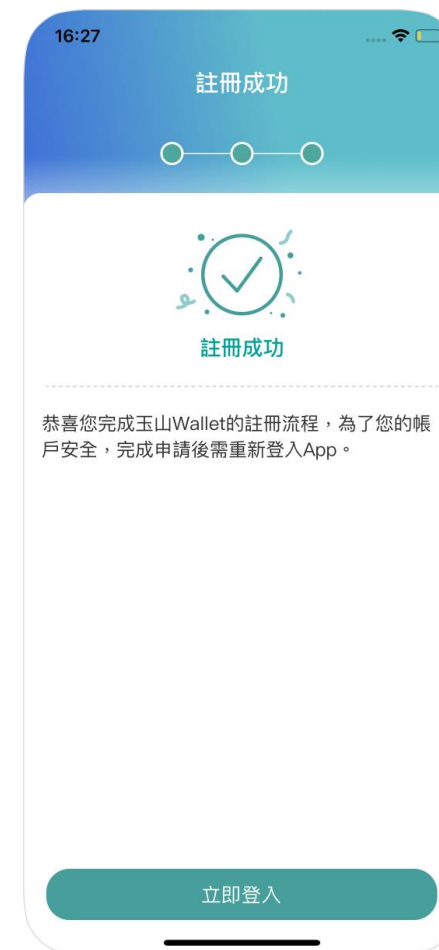 16:27
註冊成功
註冊成功
恭喜您完成玉山Wallet的註冊流程，為了您的帳
戶安全，完成申請後需重新登入App。
立即登入